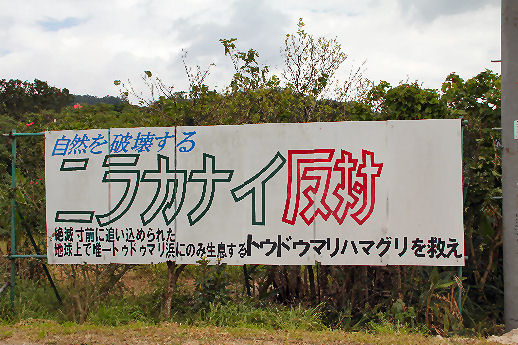 自然を破壊する
ニラカナイ反対
絶滅寸前に追い込められた
地球上で唯一トゥドゥマリ浜にのみ生息するトゥドゥマリハマグリを救え